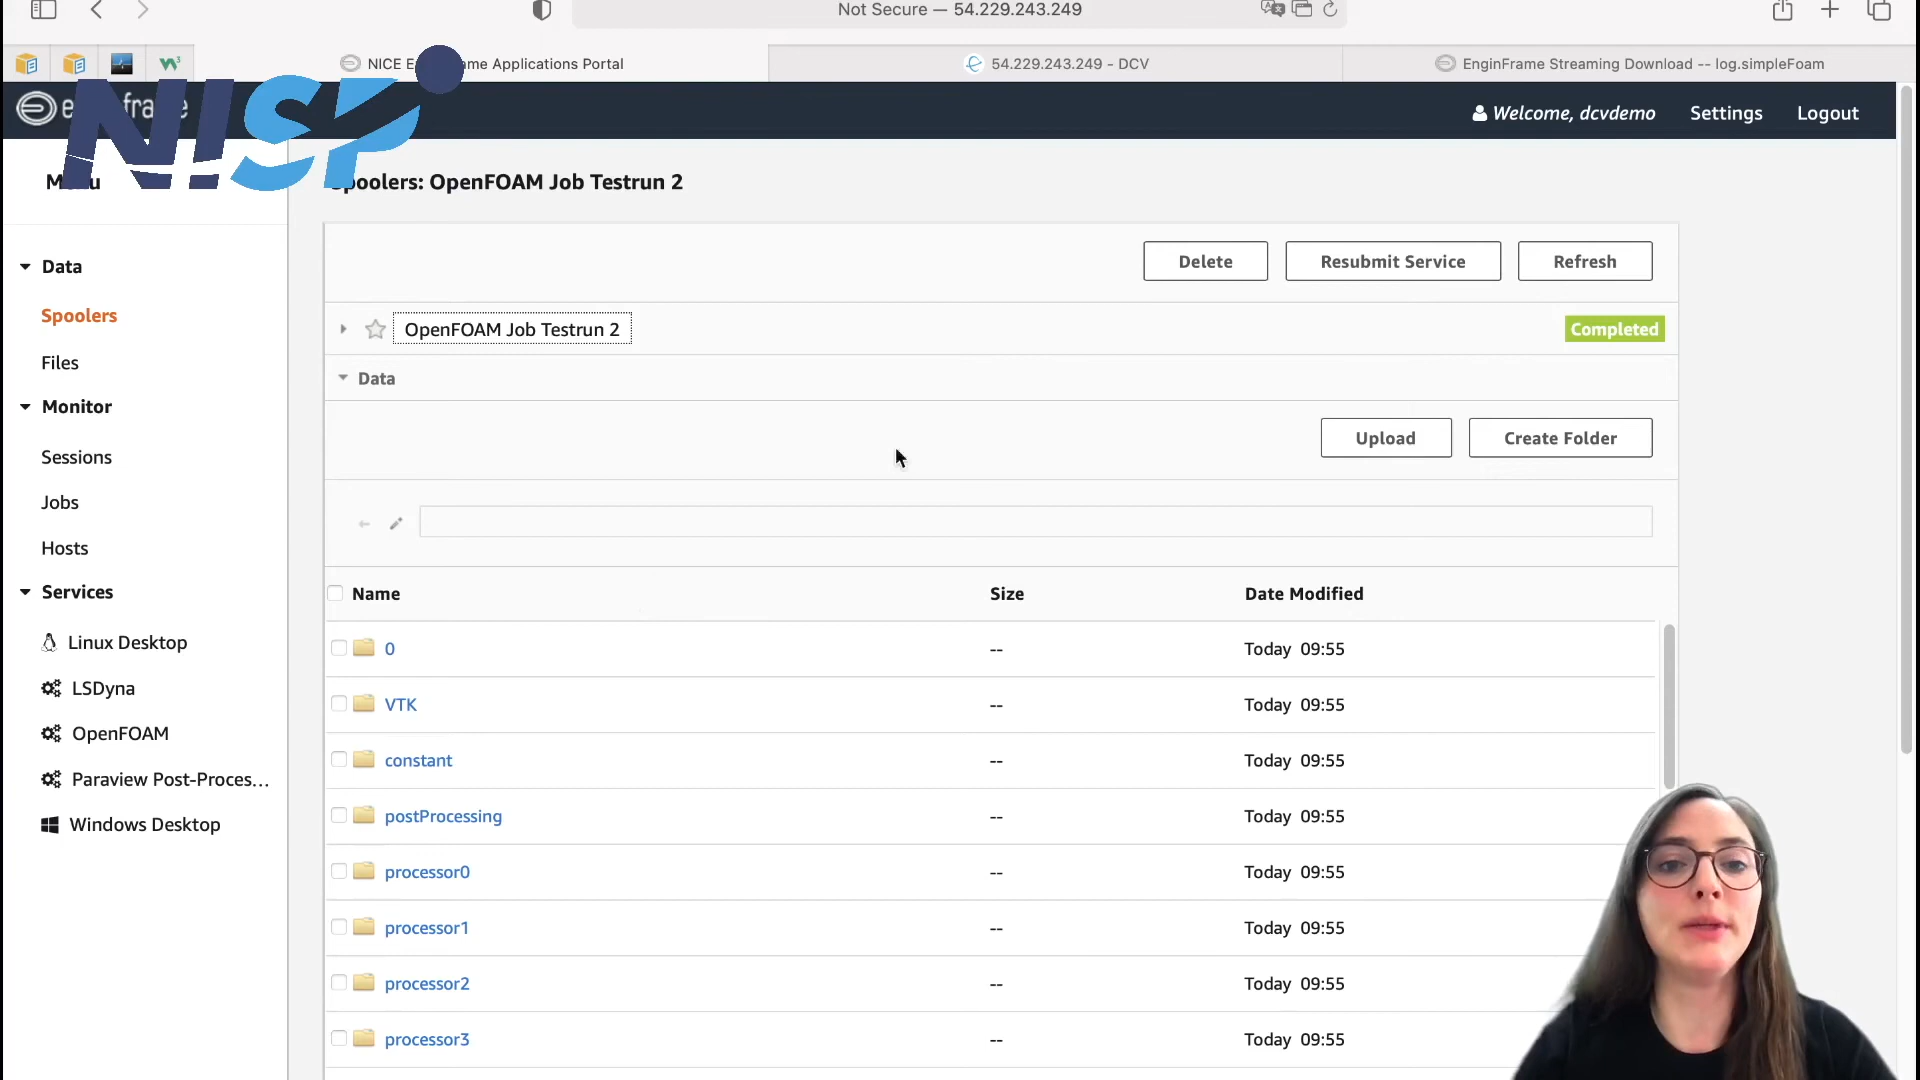 Not Secure — 54.229.243.249
NICE E me Applications Portal
54.229.243.249 - DCV
EnginFrame Streaming Download -- log.simpleFoam
NISP
Welcome, dcvdemo
Settings
Logout
Spoolers: OpenFOAM Job Testrun 2
Delete
Resubmit Service
Refresh
OpenFOAM Job Testrun 2
Completed
Data
Upload
Create Folder
Name
Size
Date Modified
0
--
Today 09:55
VTK
--
Today 09:55
constant
--
Today 09:55
postProcessing
--
Today 09:55
processor0
--
Today 09:55
processor1
--
Today 09:55
processor2
--
Today 09:55
processor3
--
Today 09:55
Menu
Data
Spoolers
Files
Monitor
Sessions
Jobs
Hosts
Services
Linux Desktop
LSDyna
OpenFOAM
Paraview Post-Proces...
Windows Desktop